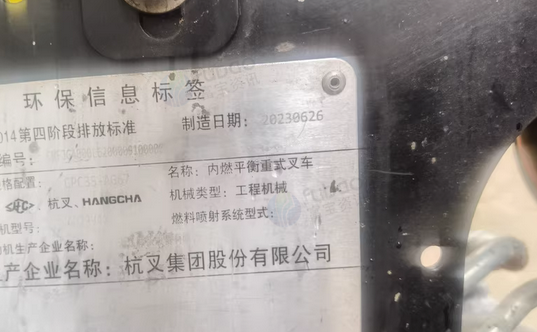 环保信息标签
014第四阶段排放标准 制造日期: 20230626
编号:
名称: 内燃平衡重式叉车
格配置:
机械类型: 工程机械
杭叉、HANGCHA
燃料喷射系统型式:
机型号:
机生产企业名称:
产企业名称: 杭叉集团股份有限公司